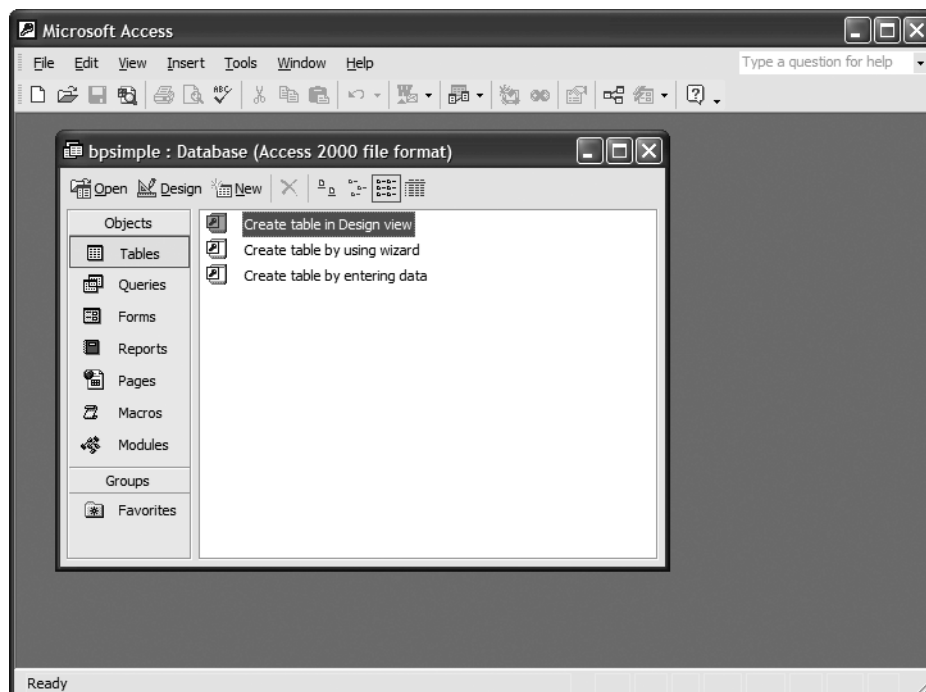 Microsoft Access
File Edit View Insert Tools Window Help
Type a question for help
bpsimple : Database (Access 2000 file format)
Open Design New
Objects
Tables
Queries
Forms
Reports
Pages
Macros
Modules
Groups
Favorites
Create table in Design view
Create table by using wizard
Create table by entering data
Ready